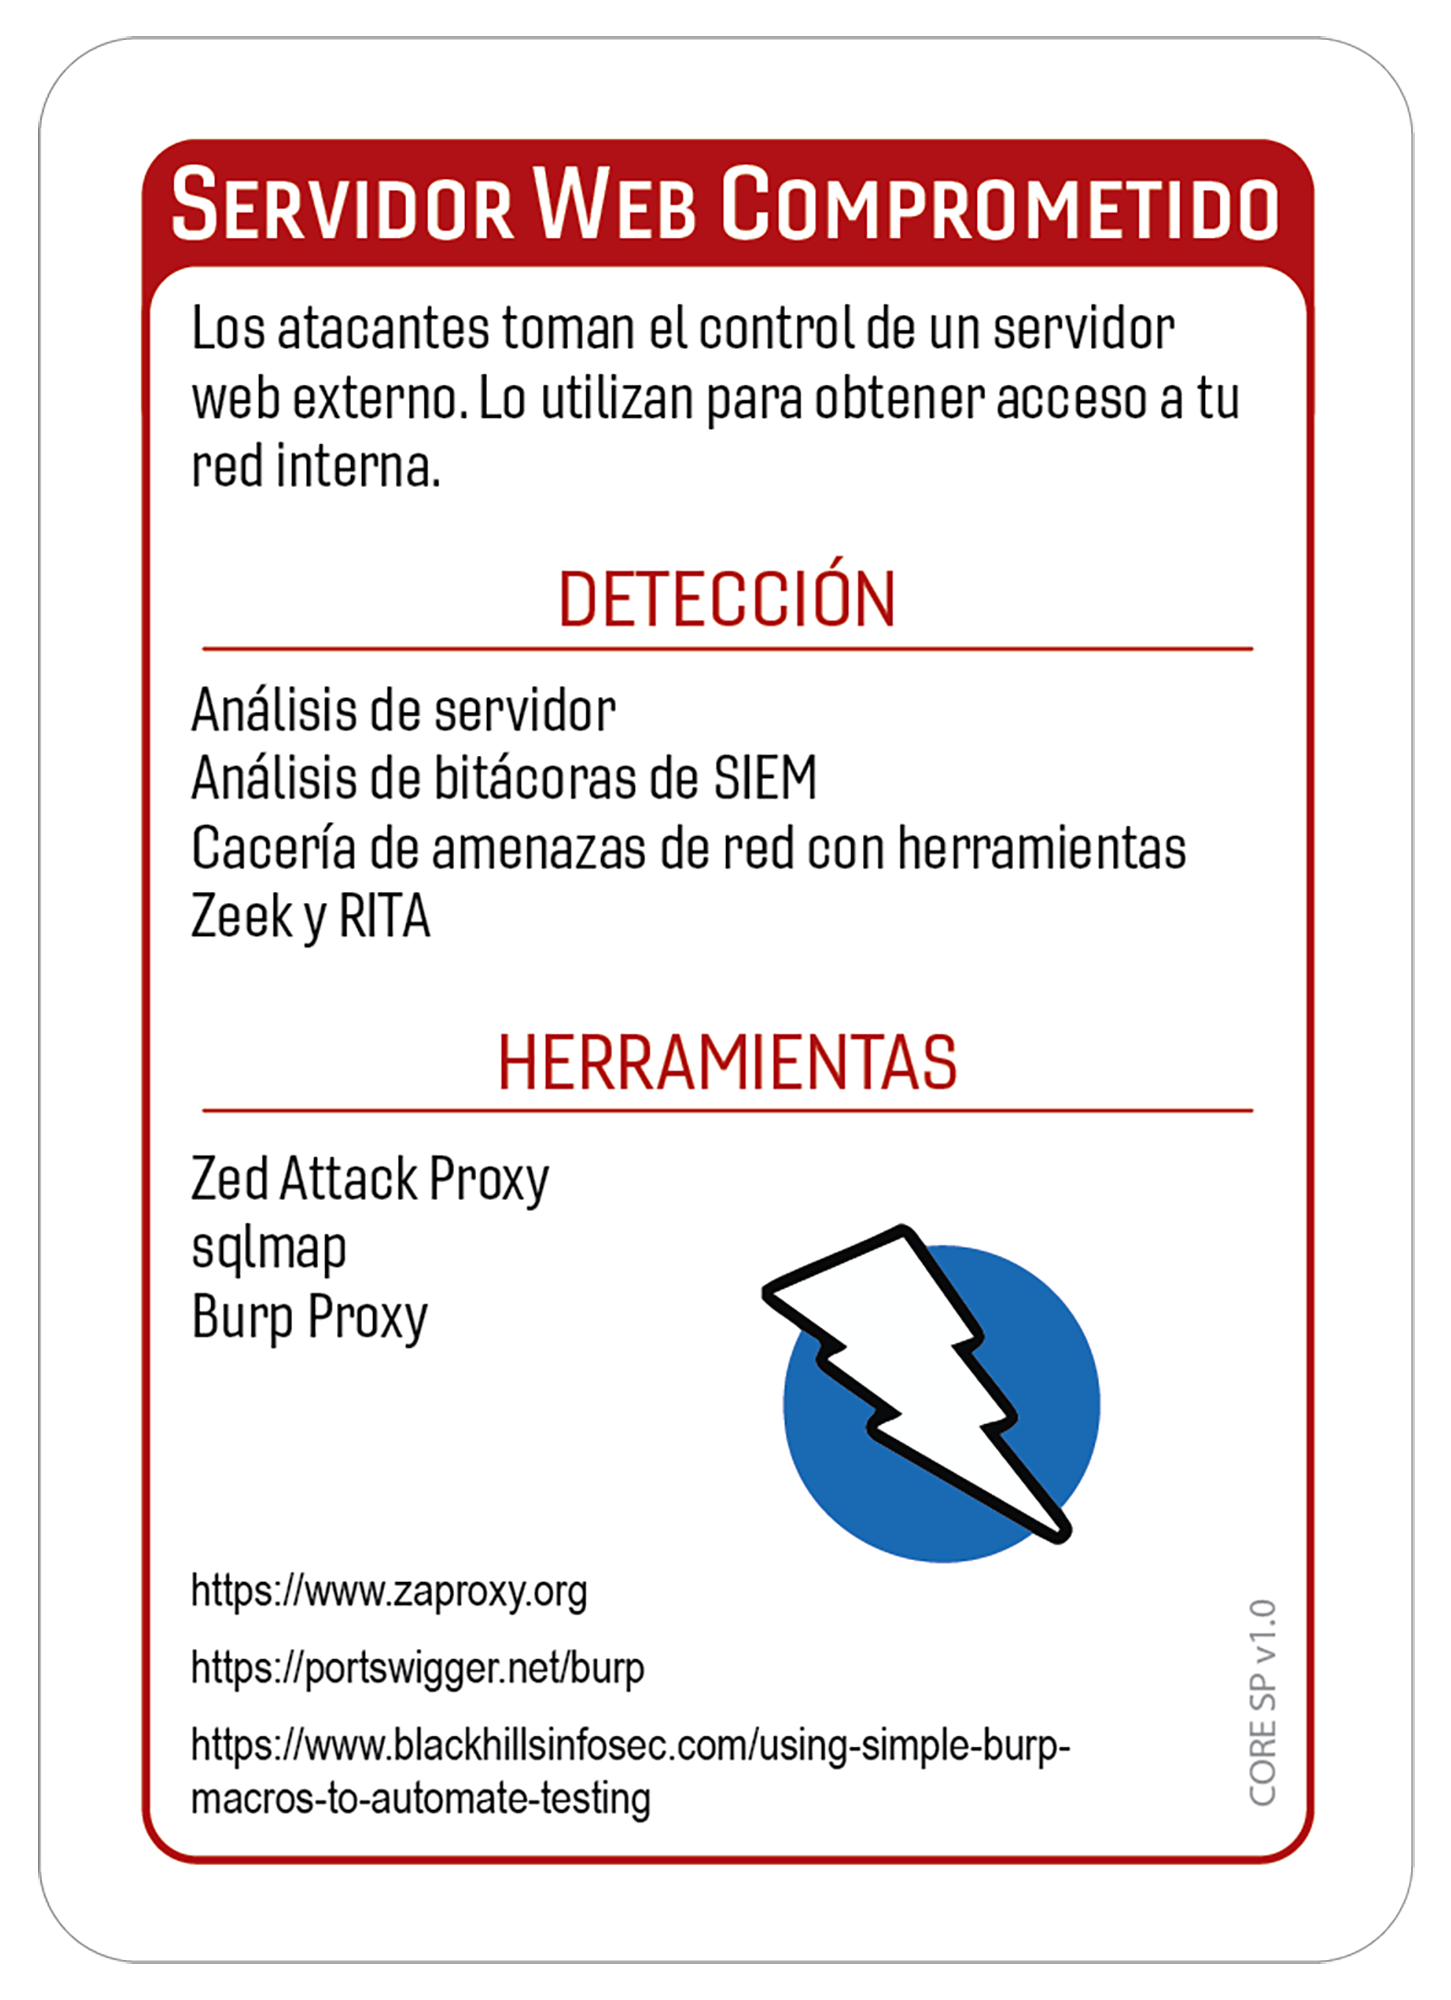 Servidor Web Comprometido
Los atacantes toman el control de un servidor
web externo. Lo utilizan para obtener acceso a tu
red interna.
DETECCIÓN
Análisis de servidor
Análisis de bitácoras de SIEM
Cacería de amenazas de red con herramientas
Zeek y RITA
HERRAMIENTAS
Zed Attack Proxy
sqlmap
Burp Proxy
https://www.zaproxy.org
https://portswigger.net/burp
https://www.blackhillsinfosec.com/using-simple-burp-
macros-to-automate-testing
CORE SP v1.0